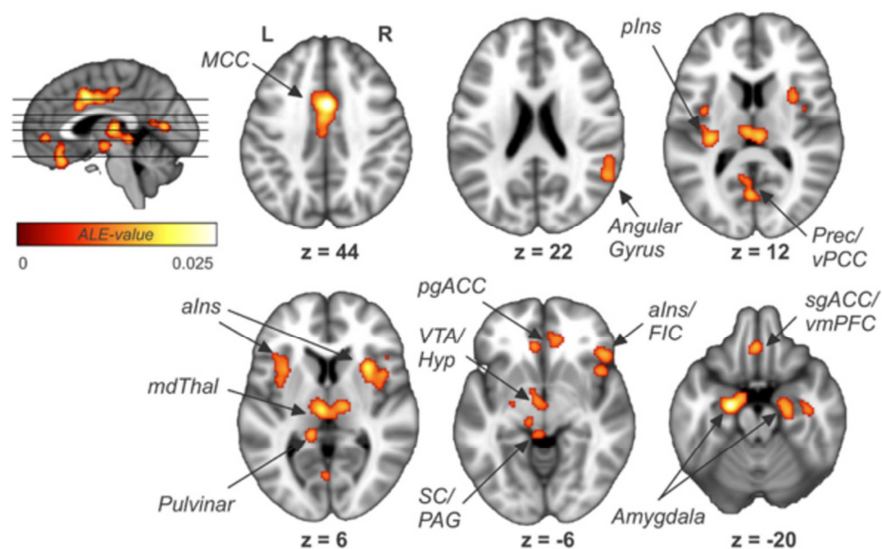 L
R
MCC
pIns
ALE-value
0
0.025
z = 44
z = 22
Angular
Gyrus
z = 12
Prec/
vPCC
aIns
mdThal
Pulvinar
z = 6
pgACC
VTA/
Hyp
aIns/
FIC
SC/
PAG
z = -6
sgACC/
vmPFC
Amygdala
z = -20